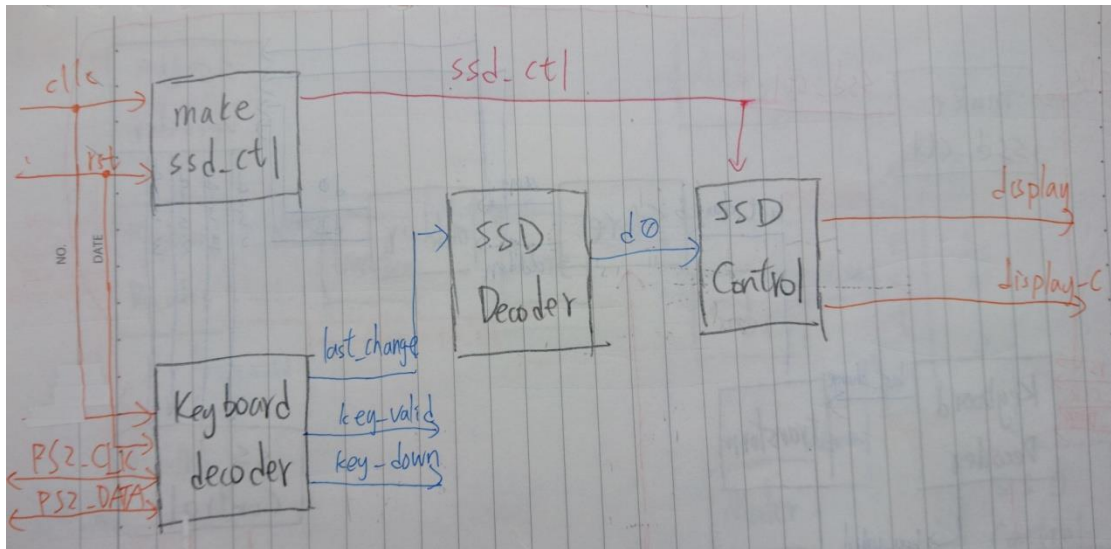 clk
ssd_ctl
make
ssd_ctl
rst
display
SSD
Decoder
d0
SSD
Control
display_c
NO.
DATE
last_change
key_valid
key_down
Keyboard
decoder
PS2_CLK
PS2_DATA